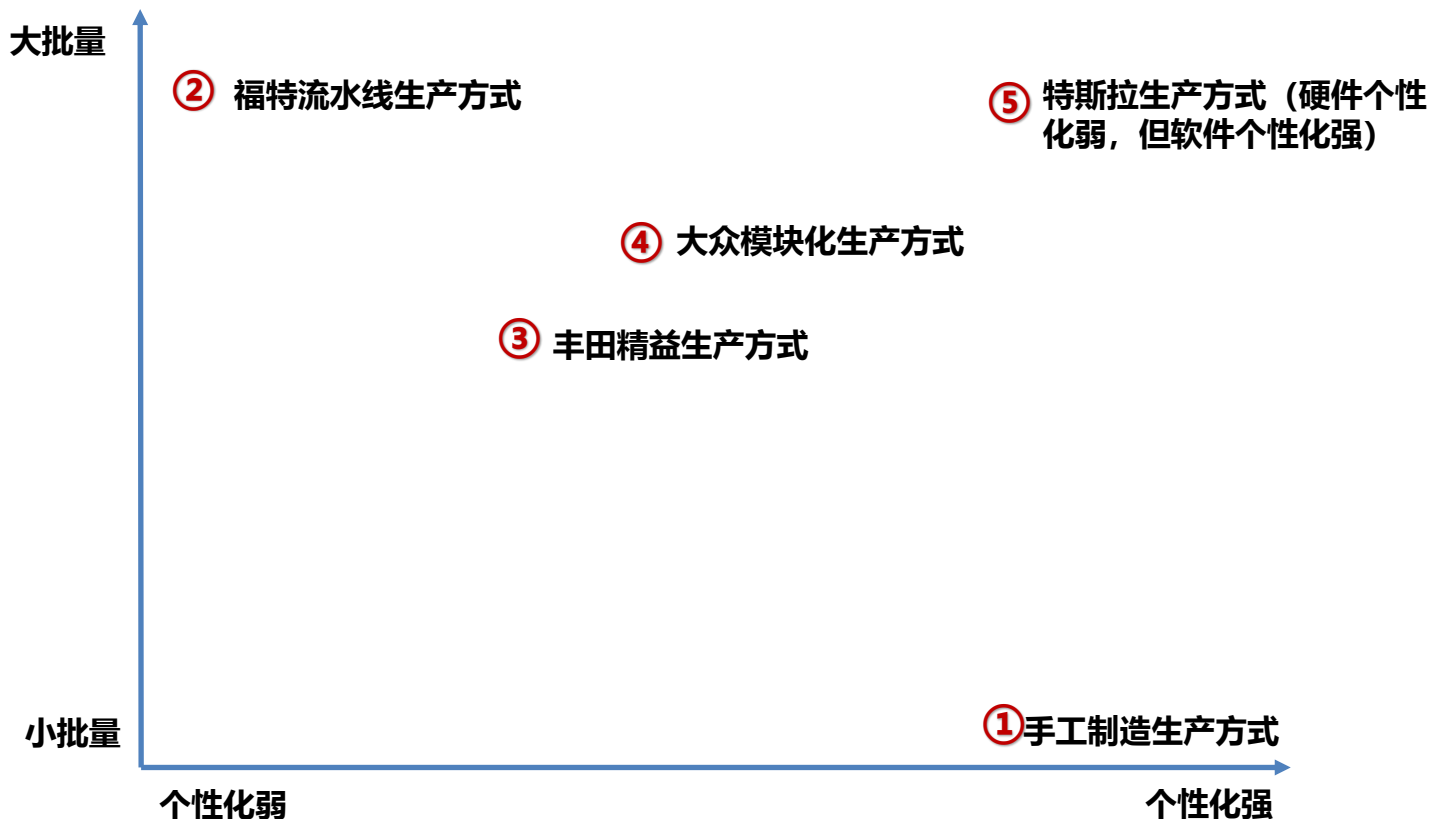 大批量
② 福特流水线生产方式
⑤ 特斯拉生产方式（硬件个性
化弱，但软件个性化强）
④ 大众模块化生产方式
③ 丰田精益生产方式
小批量
①手工制造生产方式
个性化弱
个性化强